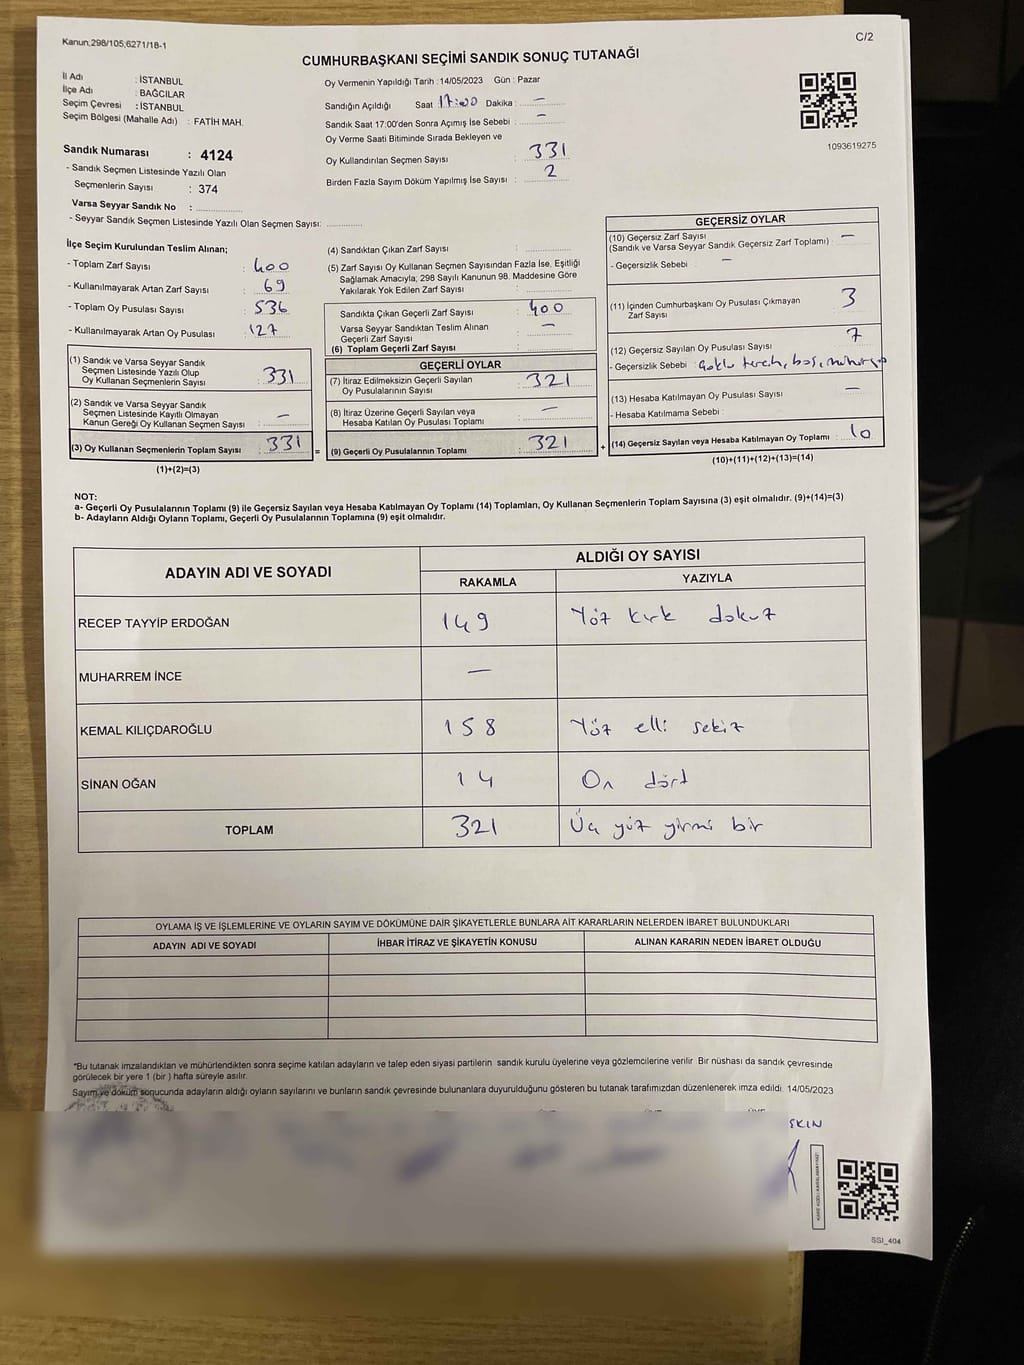 Kanun,298/105,6271/18-1
C/2
CUMHURBAŞKANI SEÇİMİ SANDIK SONUÇ TUTANAĞI
İl Adı : İSTANBUL
İlçe Adı : BAĞCILAR
Seçim Çevresi : İSTANBUL
Seçim Bölgesi (Mahalle Adı) : FATİH MAH.
Oy Vermenin Yapıldığı Tarih : 14/05/2023 Gün : Pazar
Sandığın Açıldığı Saat 17:00 Dakika : —
Sandık Saat 17:00'den Sonra Açımış İse Sebebi : —
Oy Verme Saati Bitiminde Sırada Bekleyen ve
Oy Kullandırılan Seçmen Sayısı : 331
Birden Fazla Sayım Döküm Yapılmış İse Sayısı : 2
1093619275
Sandık Numarası : 4124
- Sandık Seçmen Listesinde Yazılı Olan
Seçmenlerin Sayısı : 374
Varsa Seyyar Sandık No :
- Seyyar Sandık Seçmen Listesinde Yazılı Olan Seçmen Sayısı:
İlçe Seçim Kurulundan Teslim Alınan;
- Toplam Zarf Sayısı : 400
- Kullanılmayarak Artan Zarf Sayısı : 69
- Toplam Oy Pusulası Sayısı : 536
- Kullanılmayarak Artan Oy Pusulası : 127
(1) Sandık ve Varsa Seyyar Sandık
Seçmen Listesinde Yazılı Olup
Oy Kullanan Seçmenlerin Sayısı : 331
(2) Sandık ve Varsa Seyyar Sandık
Seçmen Listesinde Kayıtlı Olmayan
Kanun Gereği Oy Kullanan Seçmen Sayısı : —
(3) Oy Kullanan Seçmenlerin Toplam Sayısı : 331 =
(1)+(2)=(3)
(4) Sandıktan Çıkan Zarf Sayısı :
(5) Zarf Sayısı Oy Kullanan Seçmen Sayısından Fazla İse, Eşitliği
Sağlamak Amacıyla; 298 Sayılı Kanunun 98. Maddesine Göre
Yakılarak Yok Edilen Zarf Sayısı :
Sandıkta Çıkan Geçerli Zarf Sayısı : 400
Varsa Seyyar Sandıktan Teslim Alınan
Geçerli Zarf Sayısı : —
(6) Toplam Geçerli Zarf Sayısı :
GEÇERLİ OYLAR
(7) İtiraz Edilmeksizin Geçerli Sayılan
Oy Pusulalarının Sayısı : 321
(8) İtiraz Üzerine Geçerli Sayılan veya
Hesaba Katılan Oy Pusulası Toplamı : —
(9) Geçerli Oy Pusulalarının Toplamı : 321 +
GEÇERSİZ OYLAR
(10) Geçersiz Zarf Sayısı
(Sandık ve Varsa Seyyar Sandık Geçersiz Zarf Toplamı) : —
- Geçersizlik Sebebi : —
(11) İçinden Cumhurbaşkanı Oy Pusulası Çıkmayan
Zarf Sayısı : 3
(12) Geçersiz Sayılan Oy Pusulası Sayısı : 7
- Geçersizlik Sebebi : Çoklu tercih, boş,
(13) Hesaba Katılmayan Oy Pusulası Sayısı : —
- Hesaba Katılmama Sebebi :
(14) Geçersiz Sayılan veya Hesaba Katılmayan Oy Toplamı : 10
(10)+(11)+(12)+(13)=(14)
NOT:
a- Geçerli Oy Pusulalarının Toplamı (9) ile Geçersiz Sayılan veya Hesaba Katılmayan Oy Toplamı (14) Toplamları, Oy Kullanan Seçmenlerin Toplam Sayısına (3) eşit olmalıdır. (9)+(14)=(3)
b- Adayların Aldığı Oyların Toplamı, Geçerli Oy Pusulalarının Toplamına (9) eşit olmalıdır.
ADAYIN ADI VE SOYADI
ALDIĞI OY SAYISI
RAKAMLA YAZIYLA
RECEP TAYYİP ERDOĞAN 149 Yüz kırk dokuz
MUHARREM İNCE —
KEMAL KILIÇDAROĞLU 158 Yüz elli sekiz
SİNAN OĞAN 14 On dört
TOPLAM 321 Üç yüz yirmi bir
OYLAMA İŞ VE İŞLEMLERİNE VE OYLARIN SAYIM VE DÖKÜMÜNE DAİR ŞİKAYETLERLE BUNLARA AİT KARARLARIN NELERDEN İBARET BULUNDUKLARI
ADAYIN ADI VE SOYADI İHBAR İTİRAZ VE ŞİKAYETİN KONUSU ALINAN KARARIN NEDEN İBARET OLDUĞU
*Bu tutanak imzalandıktan ve mühürlendikten sonra seçime katılan adayların ve talep eden siyasi partilerin sandık kurulu üyelerine veya gözlemcilerine verilir. Bir nüshası da sandık çevresinde
görülecek bir yere 1 (bir ) hafta süreyle asılır.
Sayım ve döküm sonucunda adayların aldığı oyların sayılarını ve bunların sandık çevresinde bulunanlara duyurulduğunu gösteren bu tutanak tarafımızdan düzenlenerek imza edildi. 14/05/2023
SKIN
SSI_404